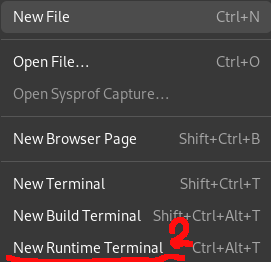 New File Ctrl+N
Open File… Ctrl+O
Open Sysprof Capture… 
New Browser Page Shift+Ctrl+B
New Terminal Shift+Ctrl+T
New Build Terminal Shift+Ctrl+Alt+T
New Runtime Terminal 2 Ctrl+Alt+T